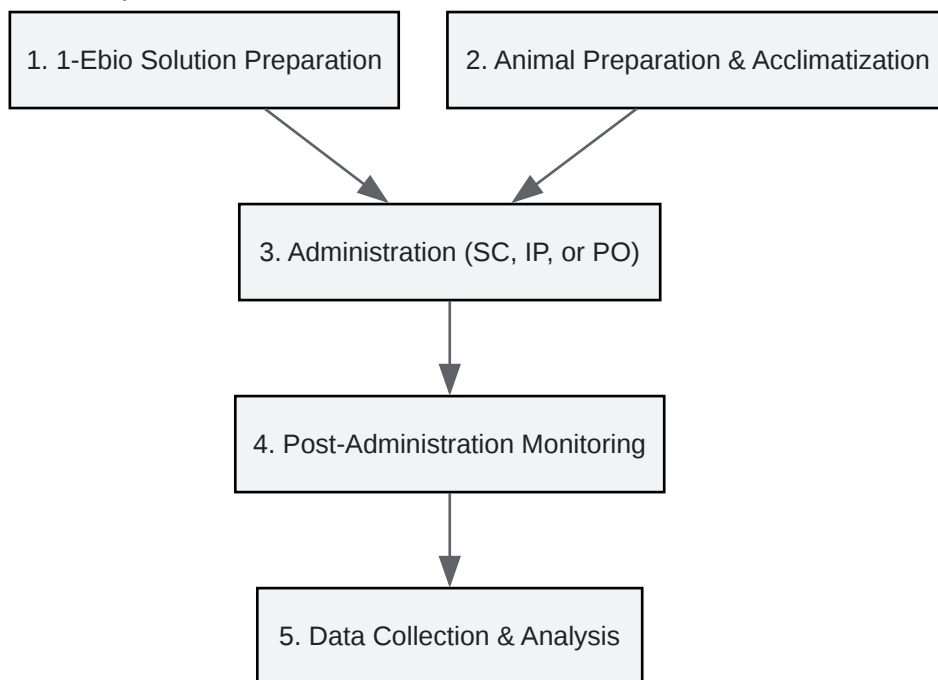 1. 1-Ebio Solution Preparation
2. Animal Preparation & Acclimatization
3. Administration (SC, IP, or PO)
4. Post-Administration Monitoring
5. Data Collection & Analysis